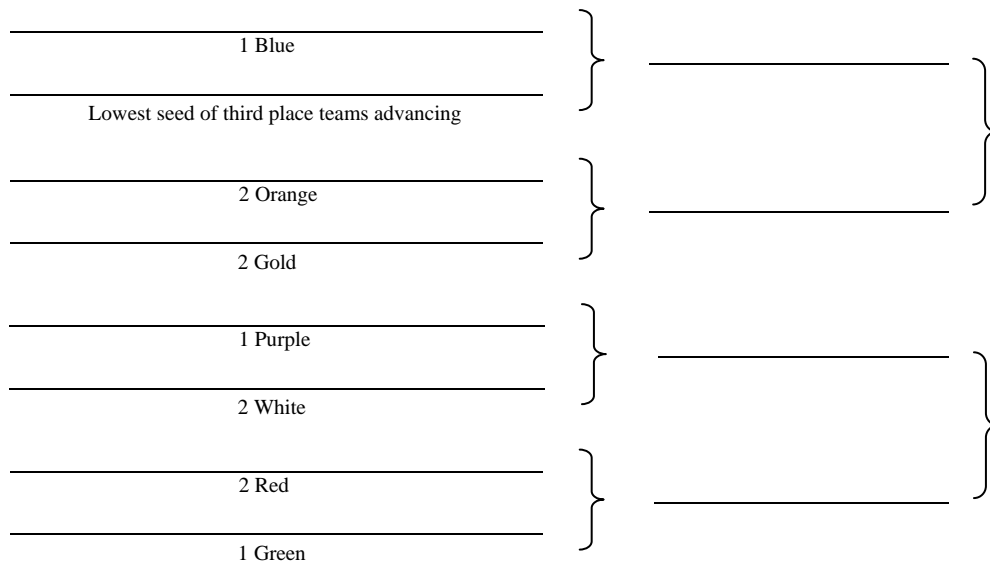 1 Blue
Lowest seed of third place teams advancing
2 Orange
2 Gold
1 Purple
2 White
2 Red
1 Green